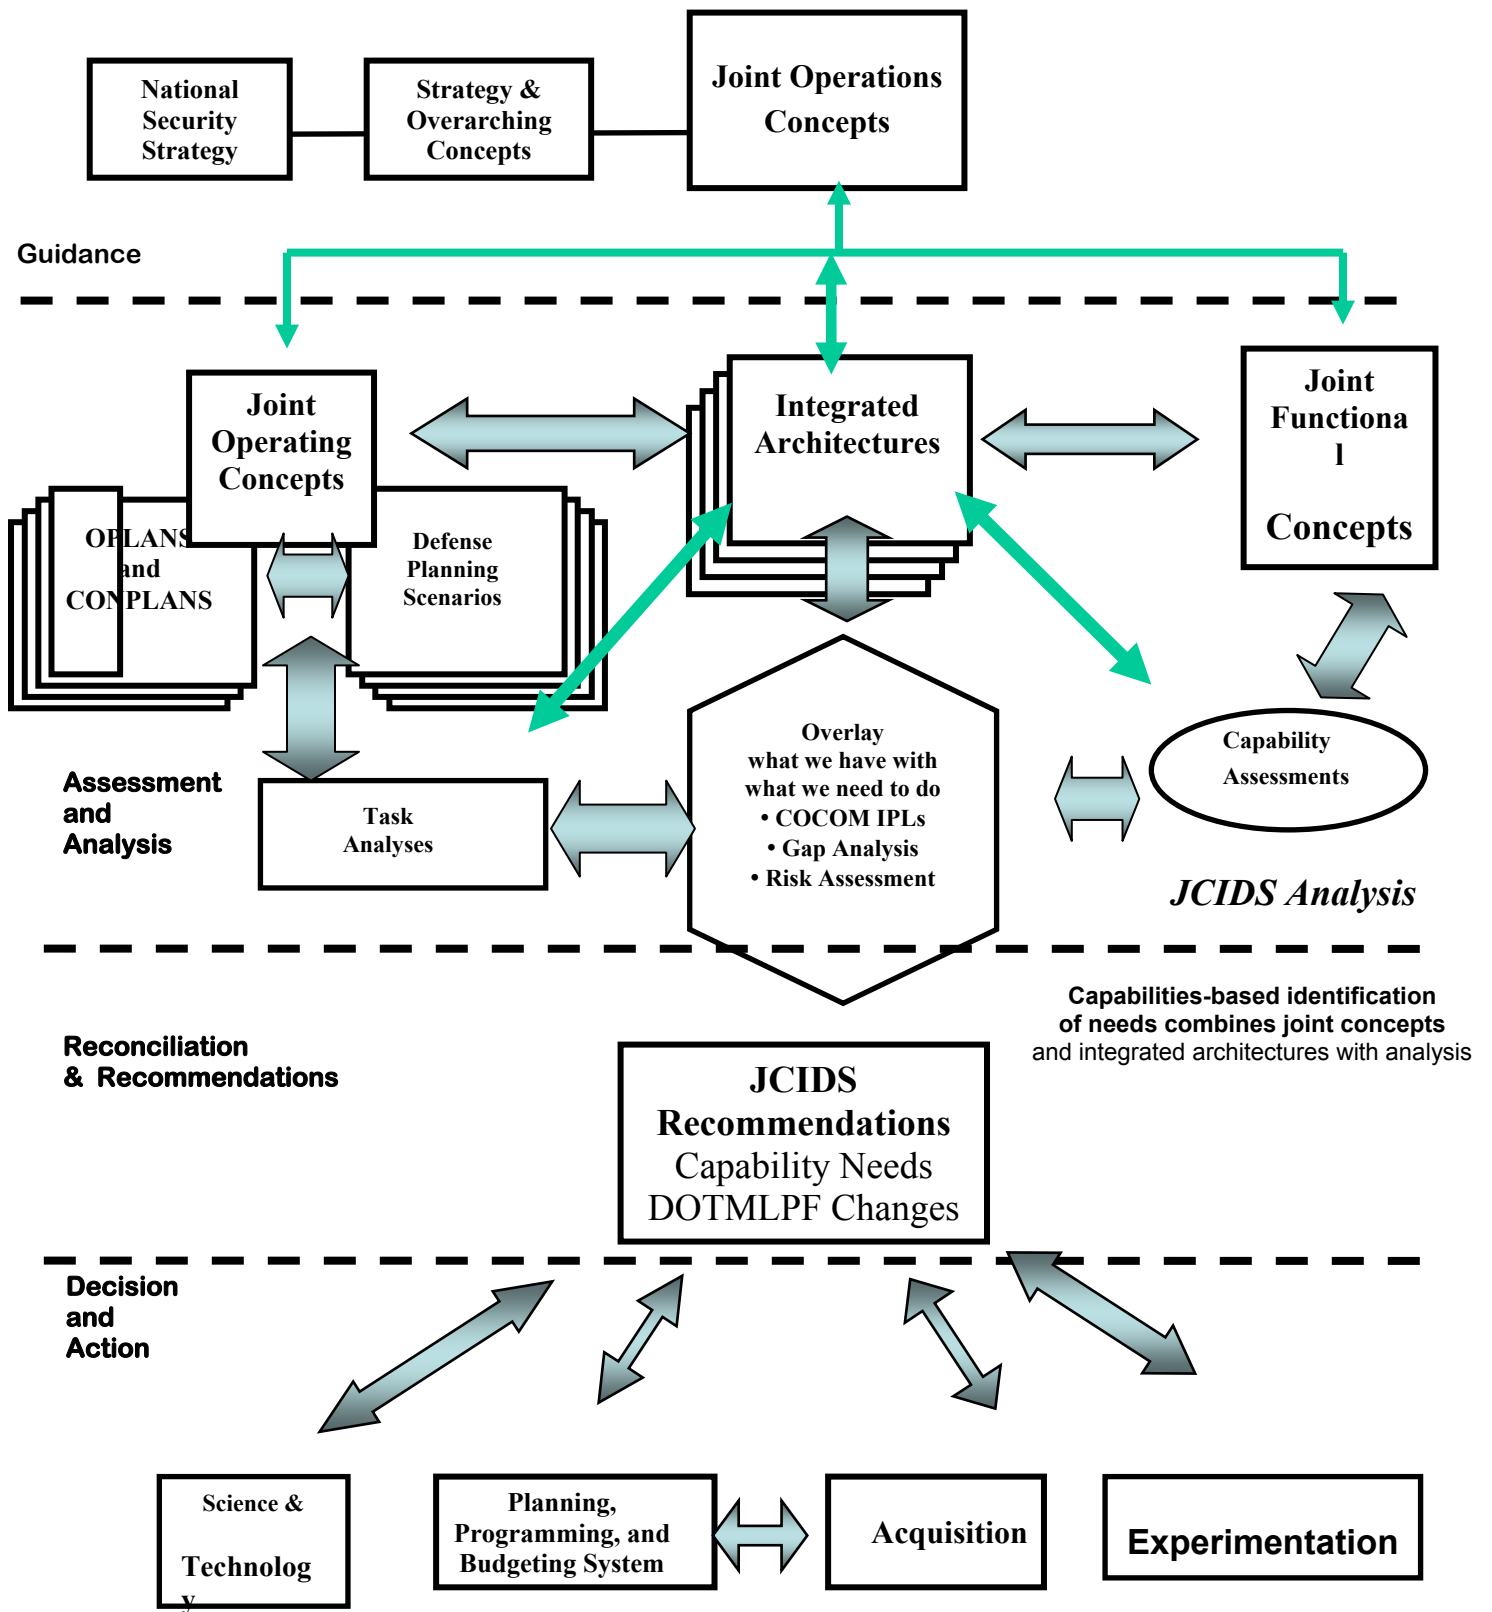 National
Security
Strategy
Strategy &
Overarching
Concepts
Joint Operations
Concepts
Guidance
Joint
Operating
Concepts
Integrated
Architectures
Joint
Functiona
l
Concepts
OPLANS
and
CONPLANS
Defense
Planning
Scenarios
Overlay
what we have with
what we need to do
• COCOM IPLs
• Gap Analysis
• Risk Assessment
Capability
Assessments
Assessment
and
Analysis
Task
Analyses
JCIDS Analysis
Capabilities-based identification
of needs combines joint concepts
and integrated architectures with analysis
Reconciliation
& Recommendations
JCIDS
Recommendations
Capability Needs
DOTMLPF Changes
Decision
and
Action
Science &
Technolog
y
Planning,
Programming, and
Budgeting System
Acquisition
Experimentation